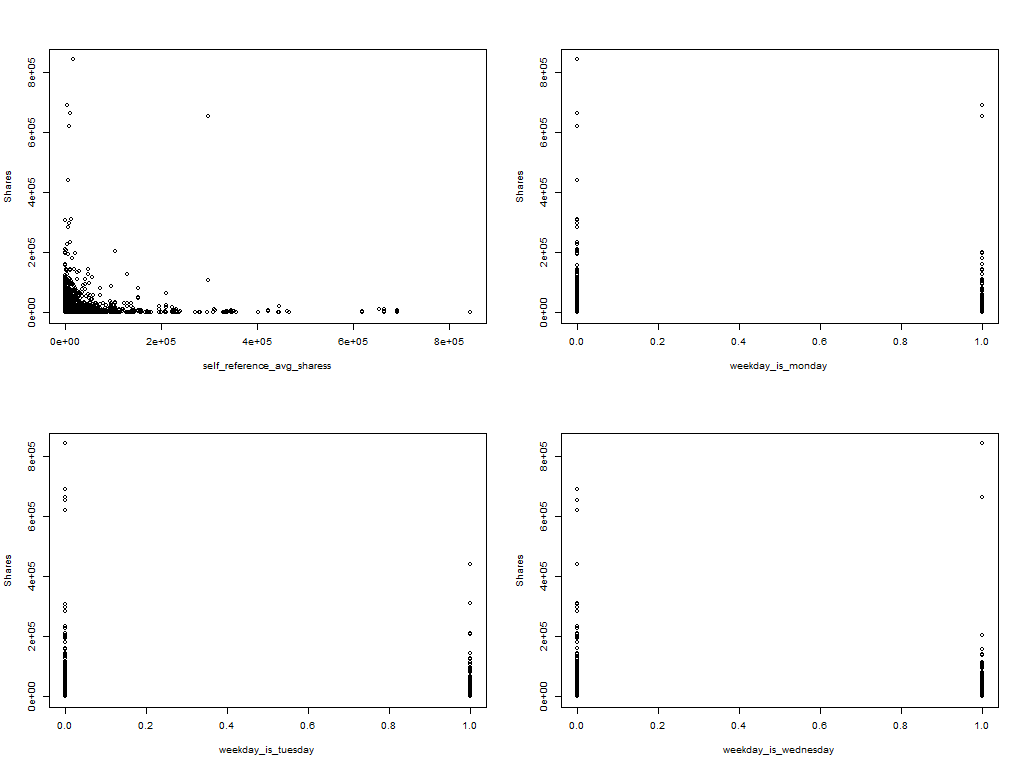 Shares
8e+05
6e+05
4e+05
2e+05
0e+00
0e+00 2e+05 4e+05 6e+05 8e+05
self_reference_avg_sharess
Shares
8e+05
6e+05
4e+05
2e+05
0e+00
0.0 0.2 0.4 0.6 0.8 1.0
weekday_is_monday
Shares
8e+05
6e+05
4e+05
2e+05
0e+00
0.0 0.2 0.4 0.6 0.8 1.0
weekday_is_tuesday
Shares
8e+05
6e+05
4e+05
2e+05
0e+00
0.0 0.2 0.4 0.6 0.8 1.0
weekday_is_wednesday